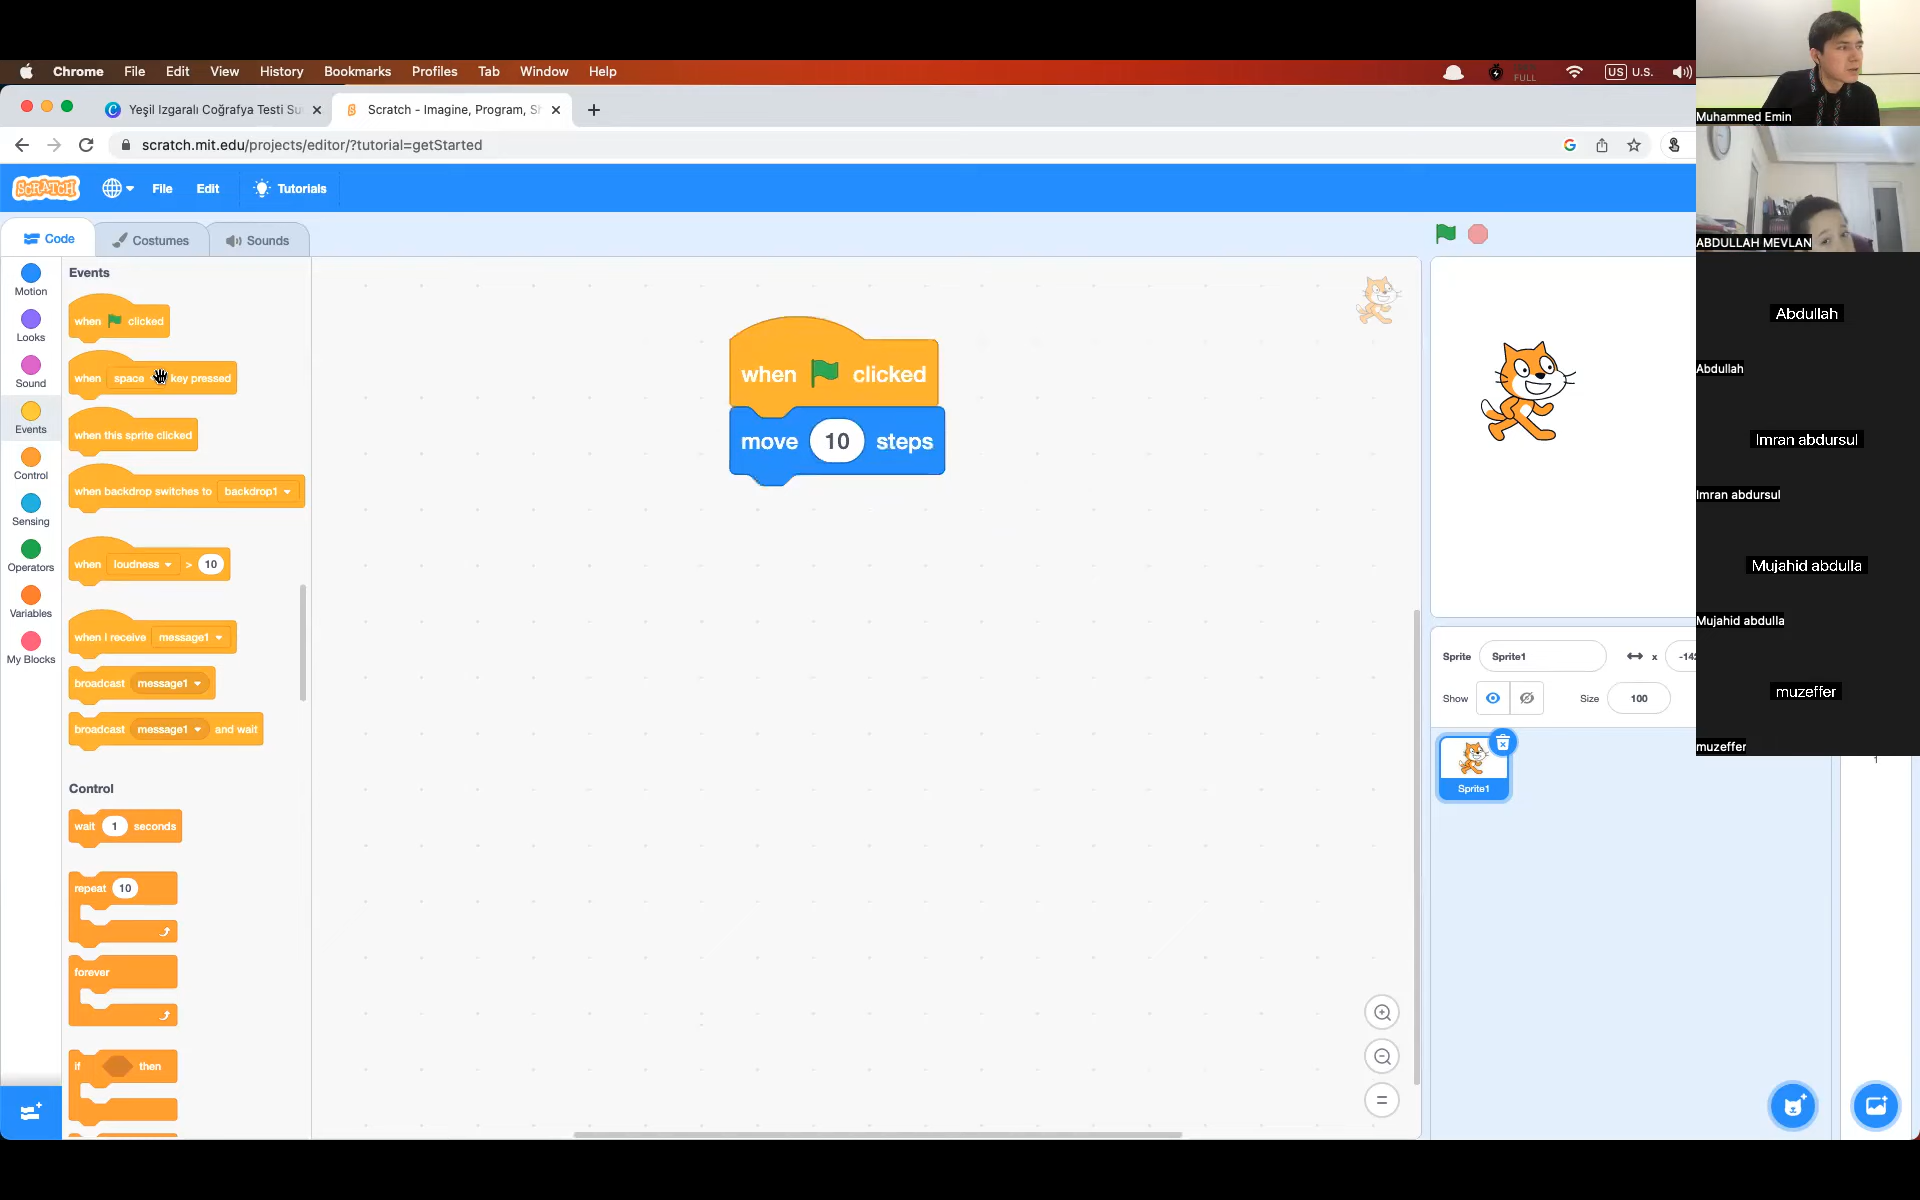 Chrome File Edit View History Bookmarks Profiles Tab Window Help
FULL
US U.S.
Yeşil Izgaralı Coğrafya Testi Su
Scratch - Imagine, Program, Sh
scratch.mit.edu/projects/editor/?tutorial=getStarted
SCRATCH File Edit Tutorials
Code Costumes Sounds
Motion
Looks
Sound
Events
Control
Sensing
Operators
Variables
My Blocks
Events
when clicked
when space key pressed
when this sprite clicked
when backdrop switches to backdrop1
when loudness > 10
when I receive message1
broadcast message1
broadcast message1 and wait
Control
wait 1 seconds
repeat 10
forever
if then
when clicked
move 10 steps
Sprite Sprite1 x
Show Size 100
Sprite1
1
Muhammed Emin
ABDULLAH MEVLAN
Abdullah
Abdullah
Imran abdursul
Imran abdursul
Mujahid abdulla
Mujahid abdulla
muzeffer
muzeffer